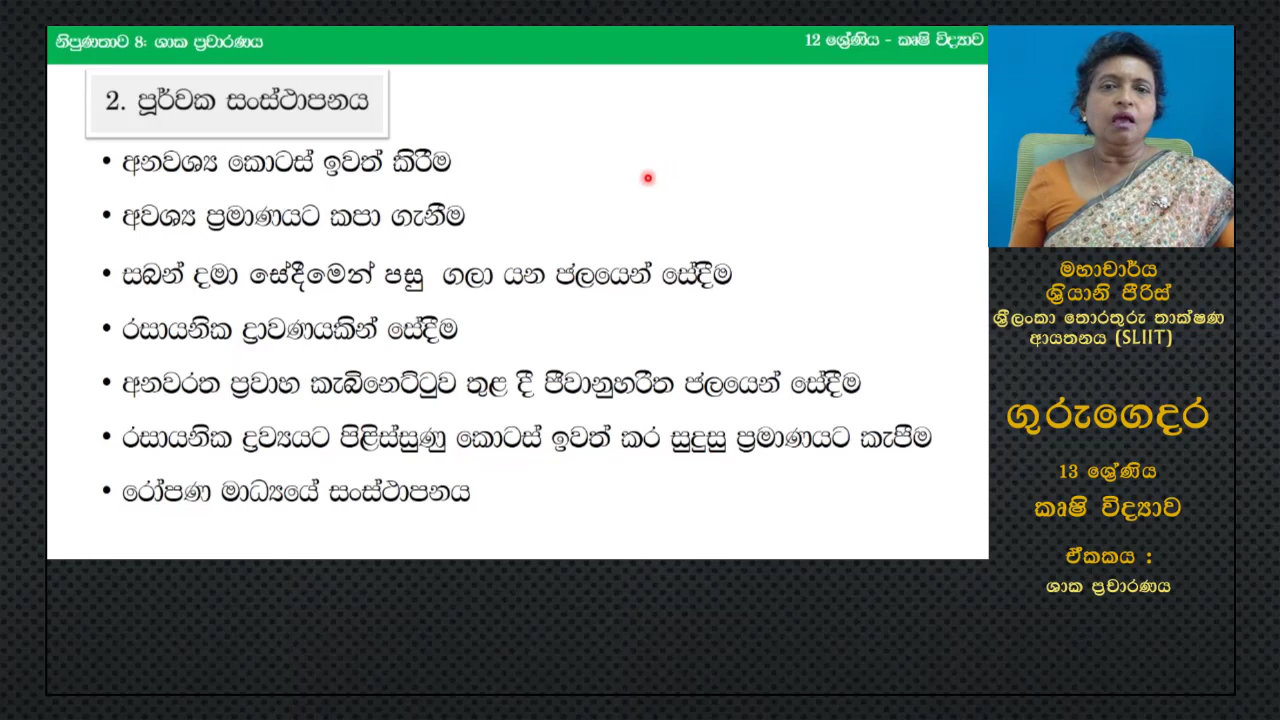 නිපුණතාව 8: ශාක ප්‍රචාරණය
12 ශ්‍රේණිය - කෘෂි විද්‍යාව
2. පූර්වක සංස්ථාපනය
• අනවශ්‍ය කොටස් ඉවත් කිරීම
• අවශ්‍ය ප්‍රමාණයට කපා ගැනීම
• සබන් දමා සේදීමෙන් පසු ගලා යන ජලයෙන් සේදීම
• රසායනික ද්‍රාවණයකින් සේදීම
• අනවරත ප්‍රවාහ කැබිනෙට්ටුව තුළ දී ජීවානුහරිත ජලයෙන් සේදීම
• රසායනික ද්‍රව්‍යයට පිළිස්සුණු කොටස් ඉවත් කර සුදුසු ප්‍රමාණයට කැපීම
• රෝපණ මාධ්‍යයේ සංස්ථාපනය
මහාචාර්ය
ශ්‍රියානි පීරිස්
ශ්‍රී ලංකා තොරතුරු තාක්ෂණ
ආයතනය (SLIIT)
ගුරුගෙදර
13 ශ්‍රේණිය
කෘෂි විද්‍යාව
ඒකකය :
ශාක ප්‍රචාරණය